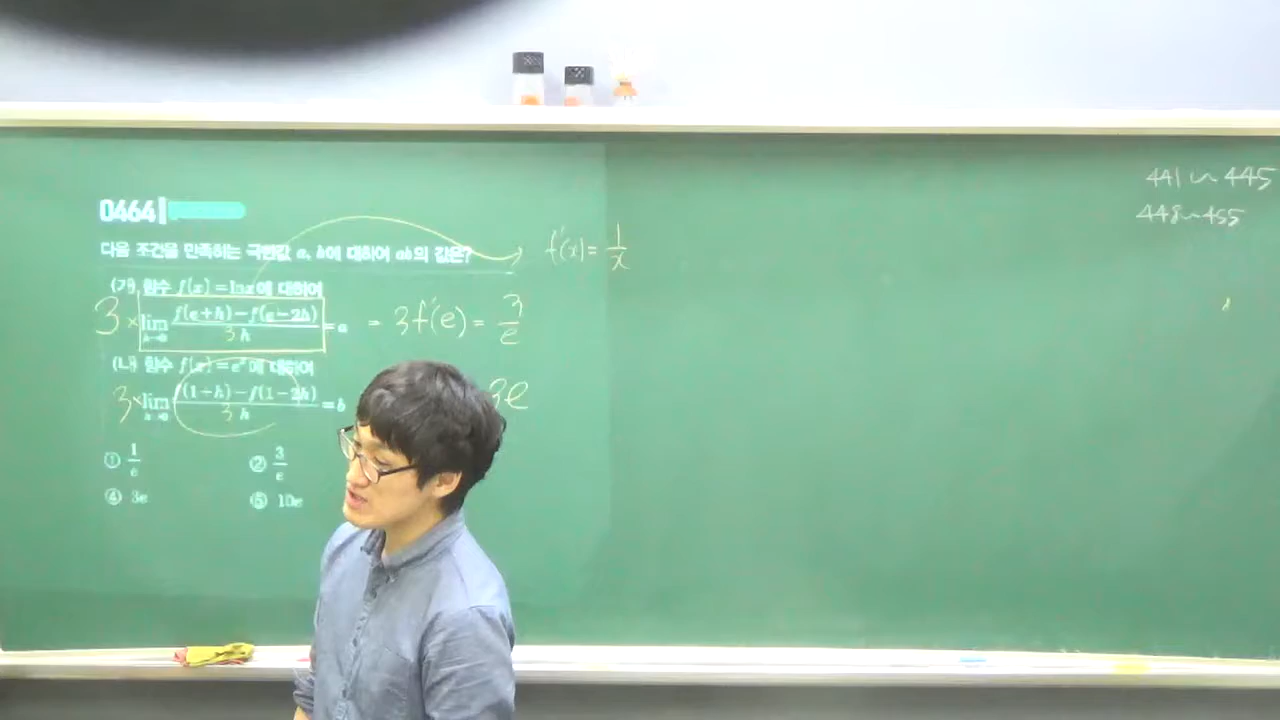 0464
다음 조건을 만족하는 극한값 a, b에 대하여 ab의 값은?
f'(x) = 1/x
(가) 함수 f(x) = ln x에 대하여
3× lim h→0 f(e+h)−f(e−2h) / 3h = a = 3f'(e) = 3/e
(나) 함수 f(x) = eˣ에 대하여
3× lim h→0 (1+h)−f(1−2h) / 3h = b 3e
① 1/e ② 3/e
④ 3e ⑤ 10e
441~445
448~455